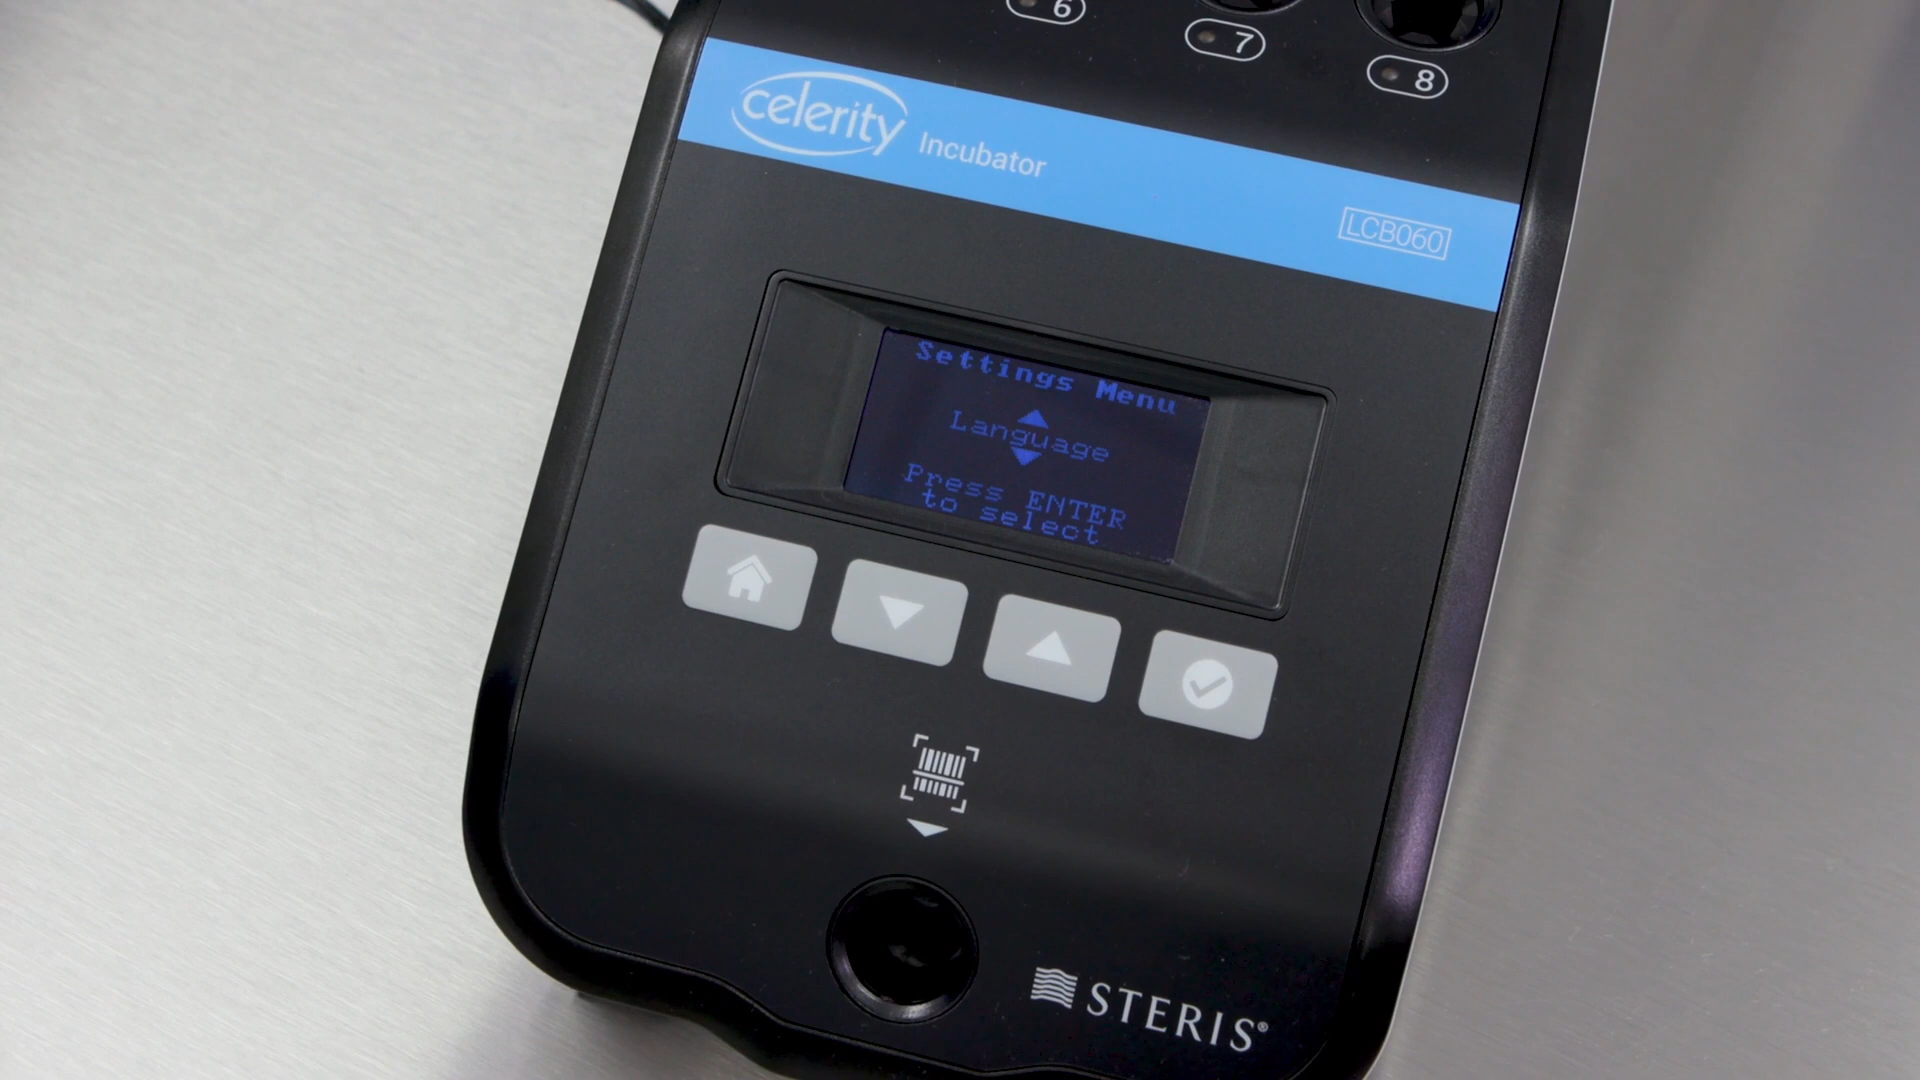 6
7
8
celerity Incubator
LCB060
Settings Menu
Language
Press ENTER
to select
STERIS®